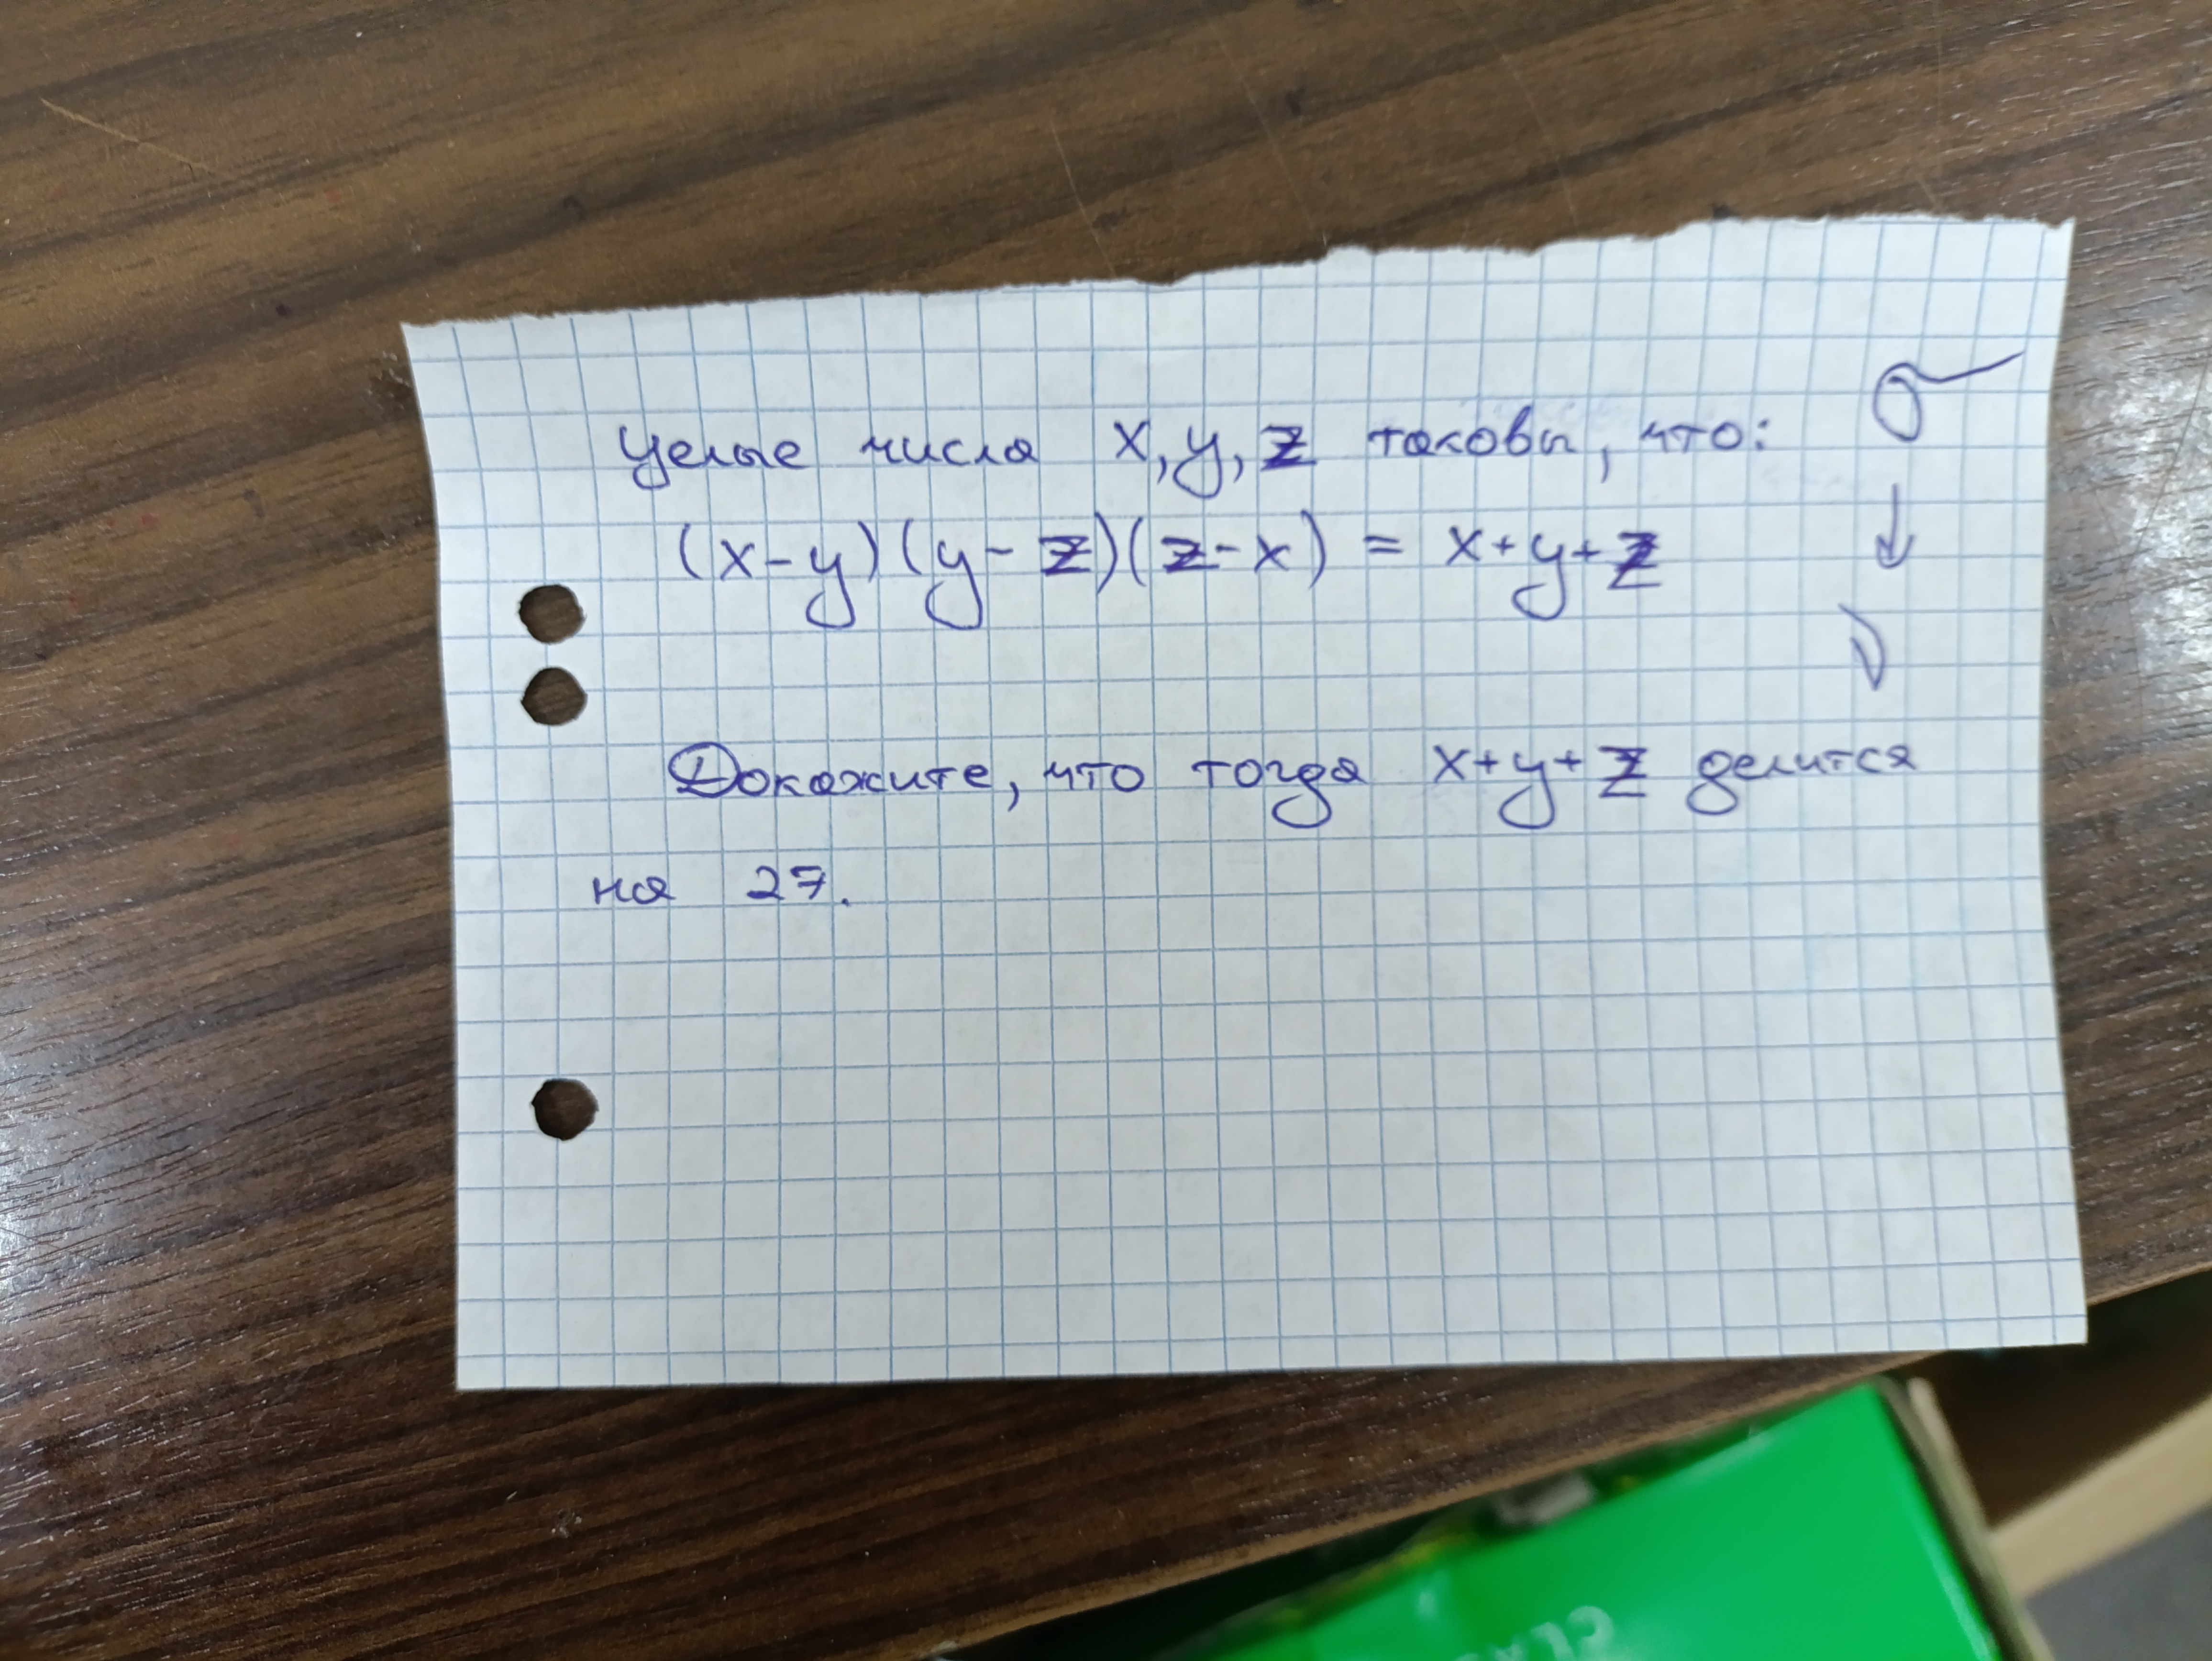 Целые числа x, y, z таковы, что:
(x-y)(y-z)(z-x) = x+y+z
Докажите, что тогда x+y+z делится
на 27.